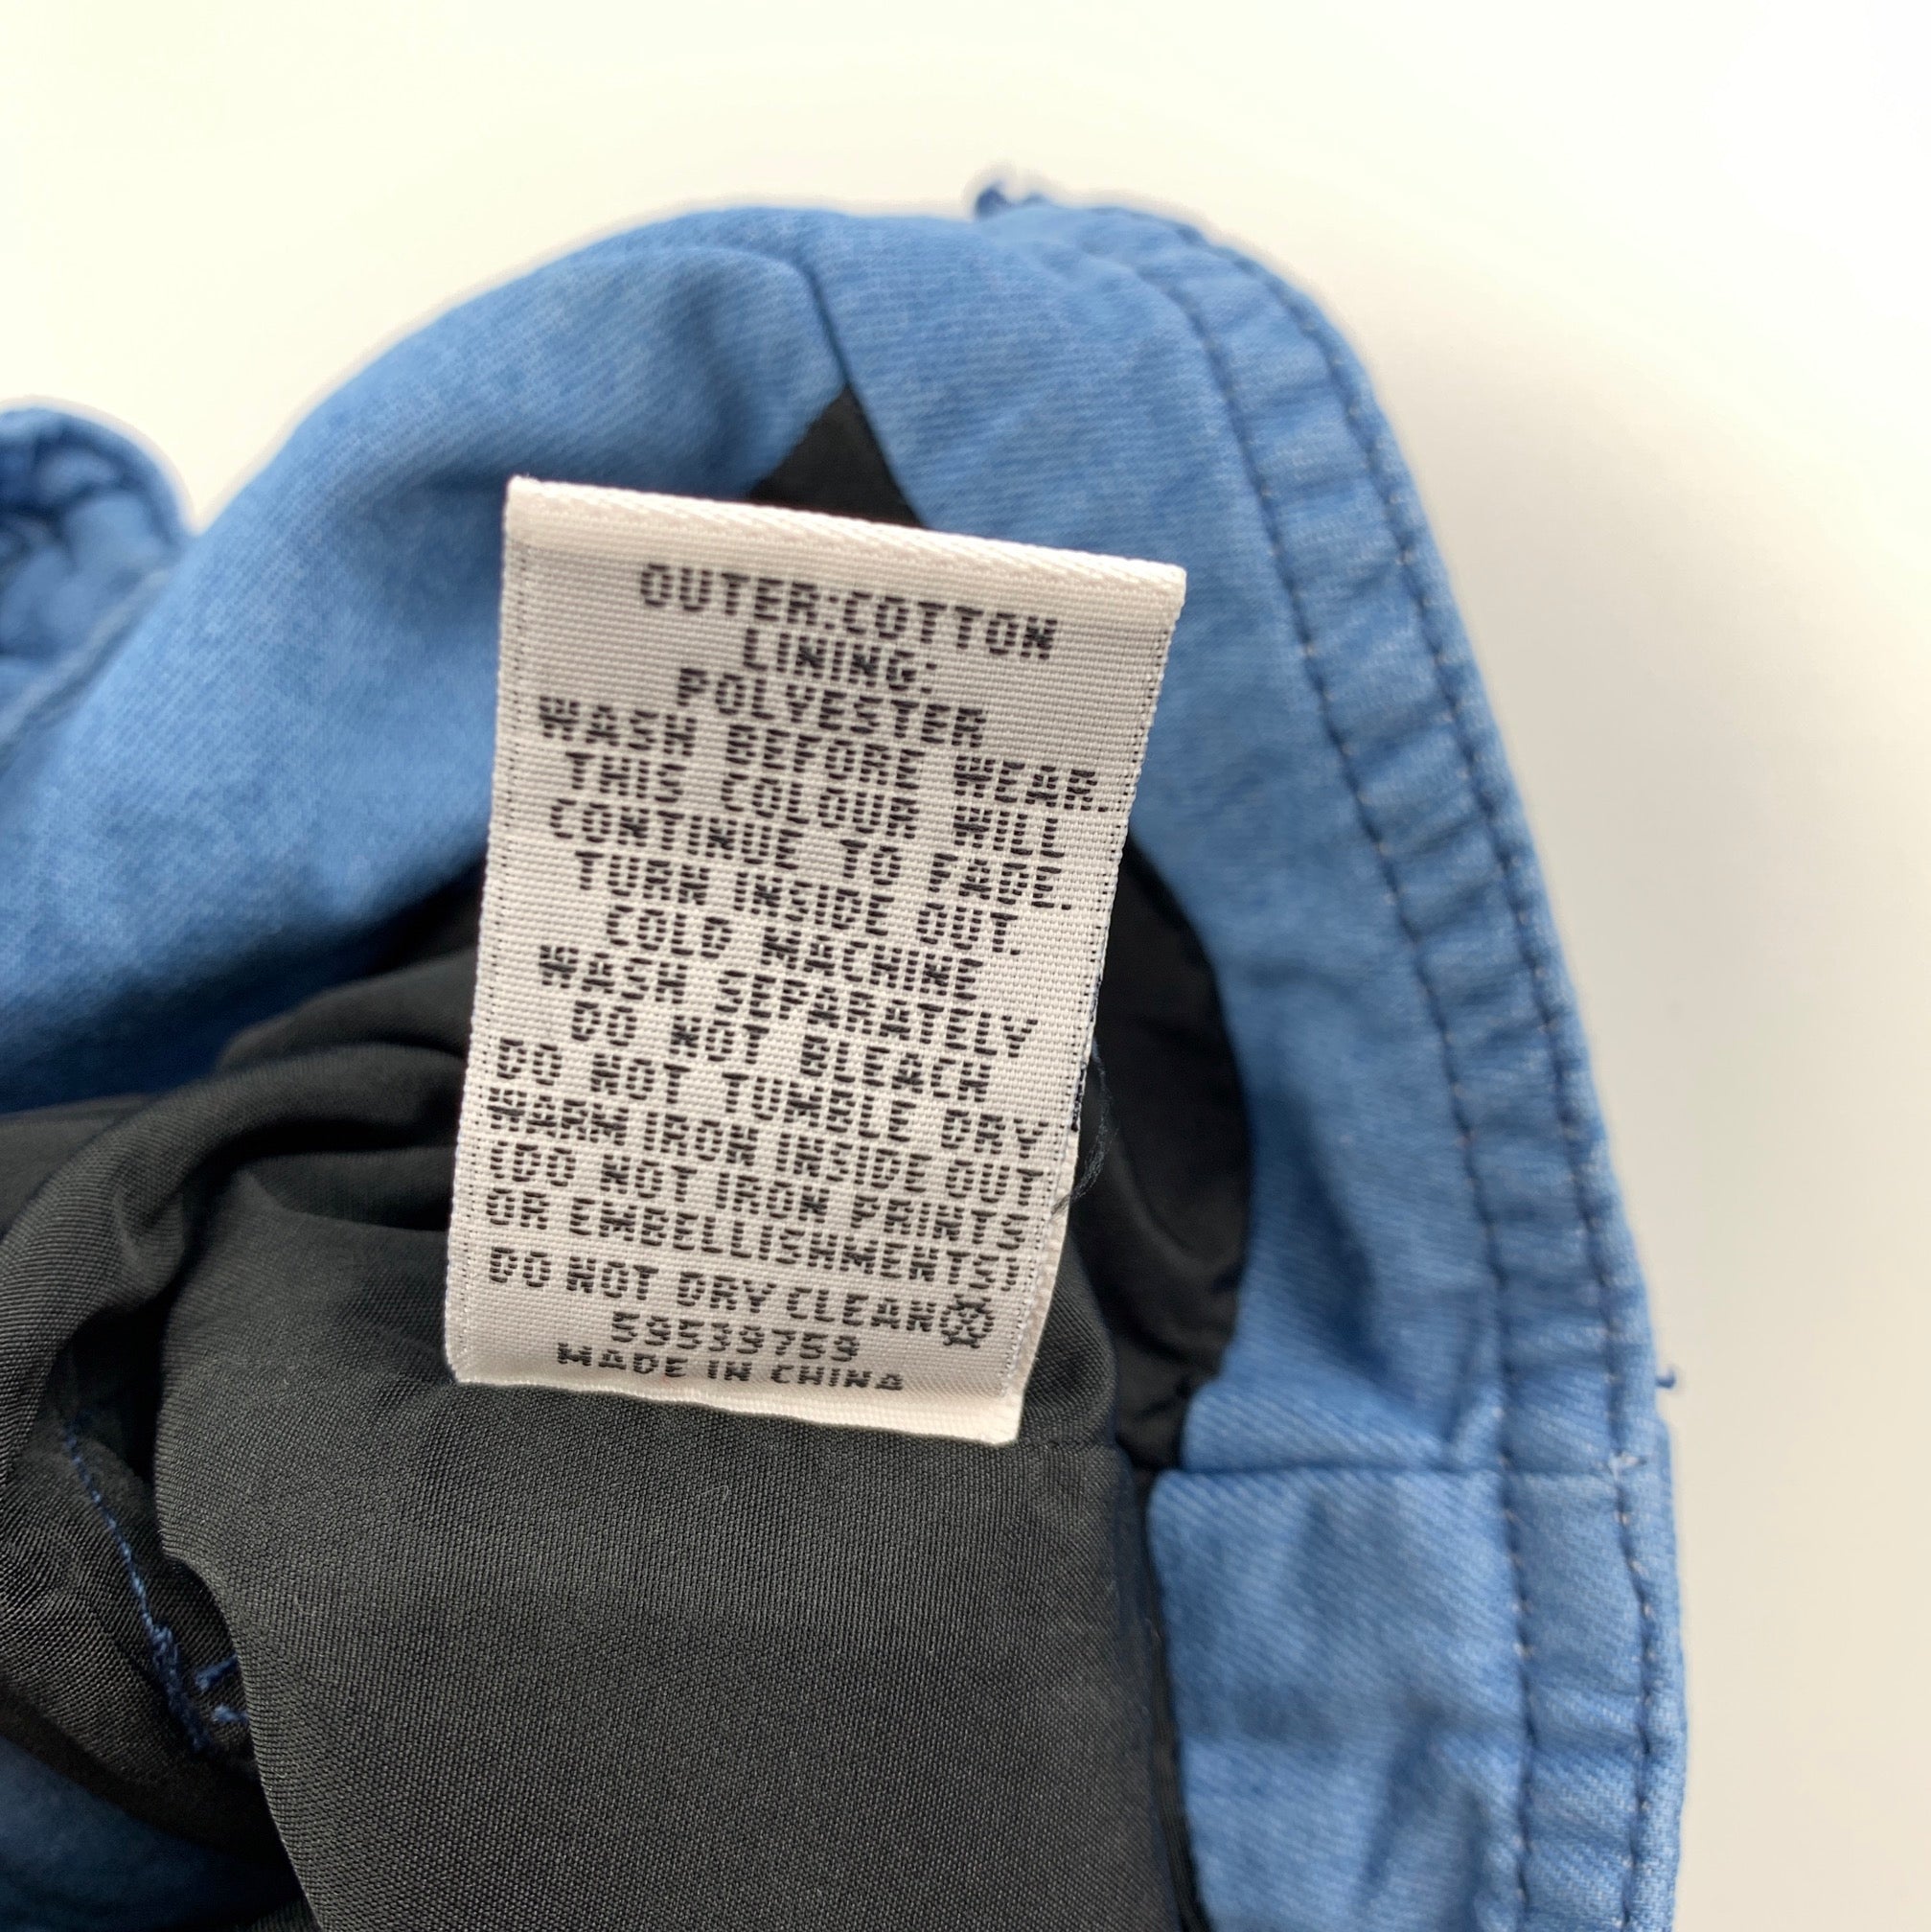 OUTER:COTTON
LINING:
POLYESTER
WASH BEFORE WEAR.
THIS COLOUR WILL
CONTINUE TO FADE.
TURN INSIDE OUT.
COLD MACHINE
WASH SEPARATELY
DO NOT BLEACH
DO NOT TUMBLE DRY
WARM IRON INSIDE OUT
(DO NOT IRON PRINTS
OR EMBELLISHMENTS)
DO NOT DRY CLEAN
59539759
MADE IN CHINA